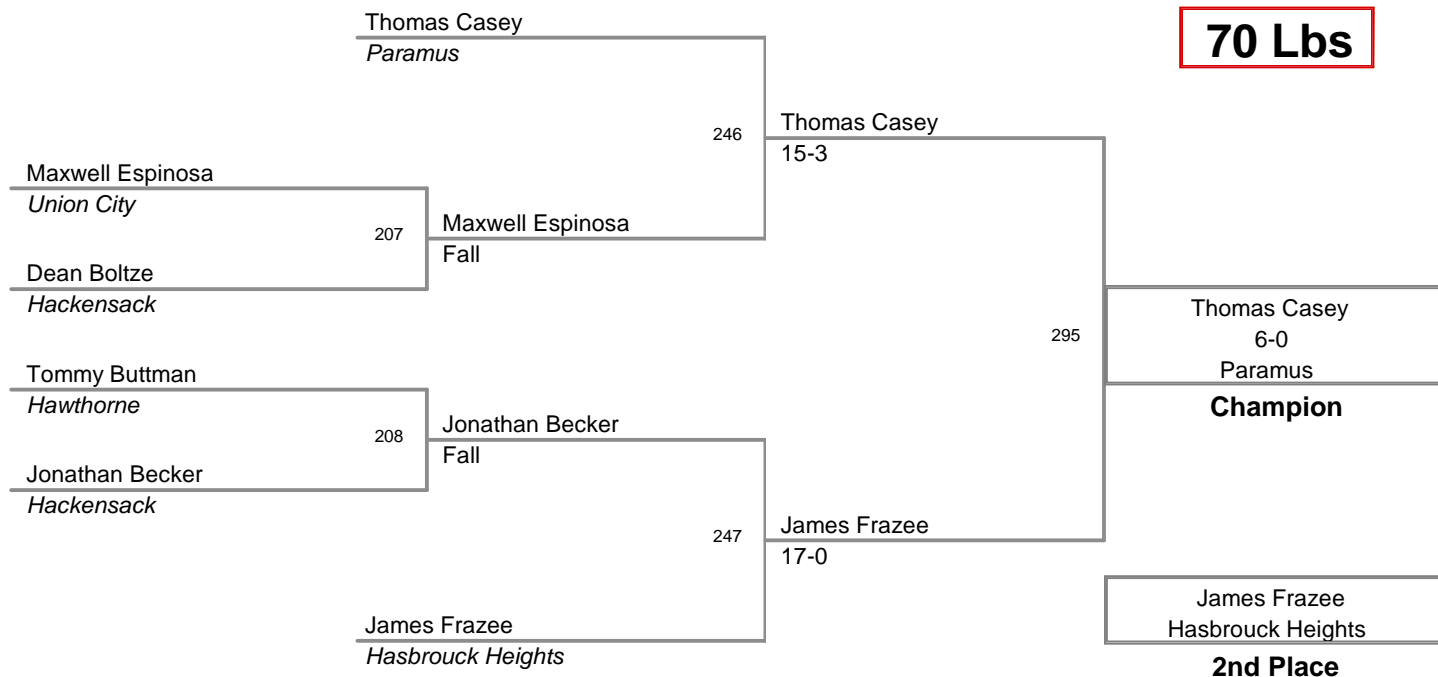 Thomas Casey
Paramus
70 Lbs
246
Thomas Casey
15-3
Maxwell Espinosa
Union City
207
Maxwell Espinosa
Fall
Dean Boltze
Hackensack
295
Thomas Casey
6-0
Paramus
Champion
Tommy Buttman
Hawthorne
208
Jonathan Becker
Fall
Jonathan Becker
Hackensack
247
James Frazee
17-0
James Frazee
Hasbrouck Heights
James Frazee
Hasbrouck Heights
2nd Place